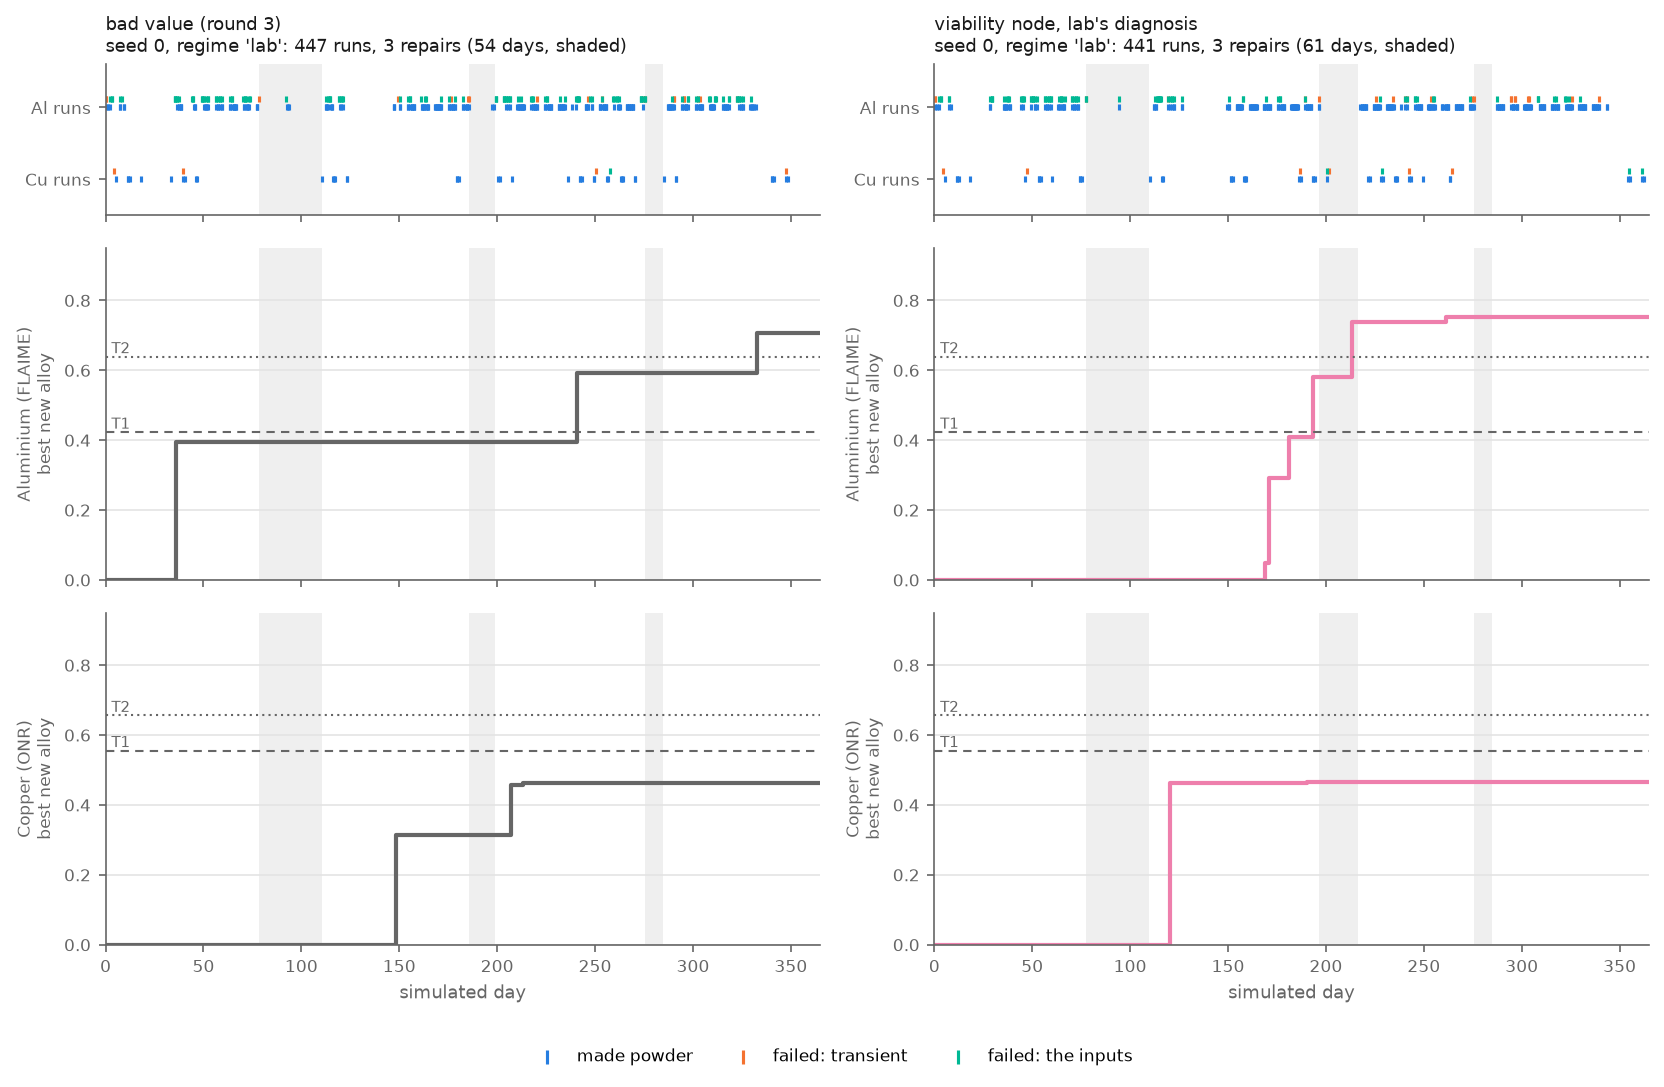 bad value (round 3)
seed 0, regime 'lab': 447 runs, 3 repairs (54 days, shaded)
viability node, lab's diagnosis
seed 0, regime 'lab': 441 runs, 3 repairs (61 days, shaded)
Al runs
Cu runs
Al runs
Cu runs
Aluminium (FLAIME)
best new alloy
0.8
0.6
0.4
0.2
0.0
T2
T1
Aluminium (FLAIME)
best new alloy
0.8
0.6
0.4
0.2
0.0
T2
T1
Copper (ONR)
best new alloy
0.8
0.6
0.4
0.2
0.0
T2
T1
0 50 100 150 200 250 300 350
simulated day
Copper (ONR)
best new alloy
0.8
0.6
0.4
0.2
0.0
T2
T1
0 50 100 150 200 250 300 350
simulated day
made powder failed: transient failed: the inputs